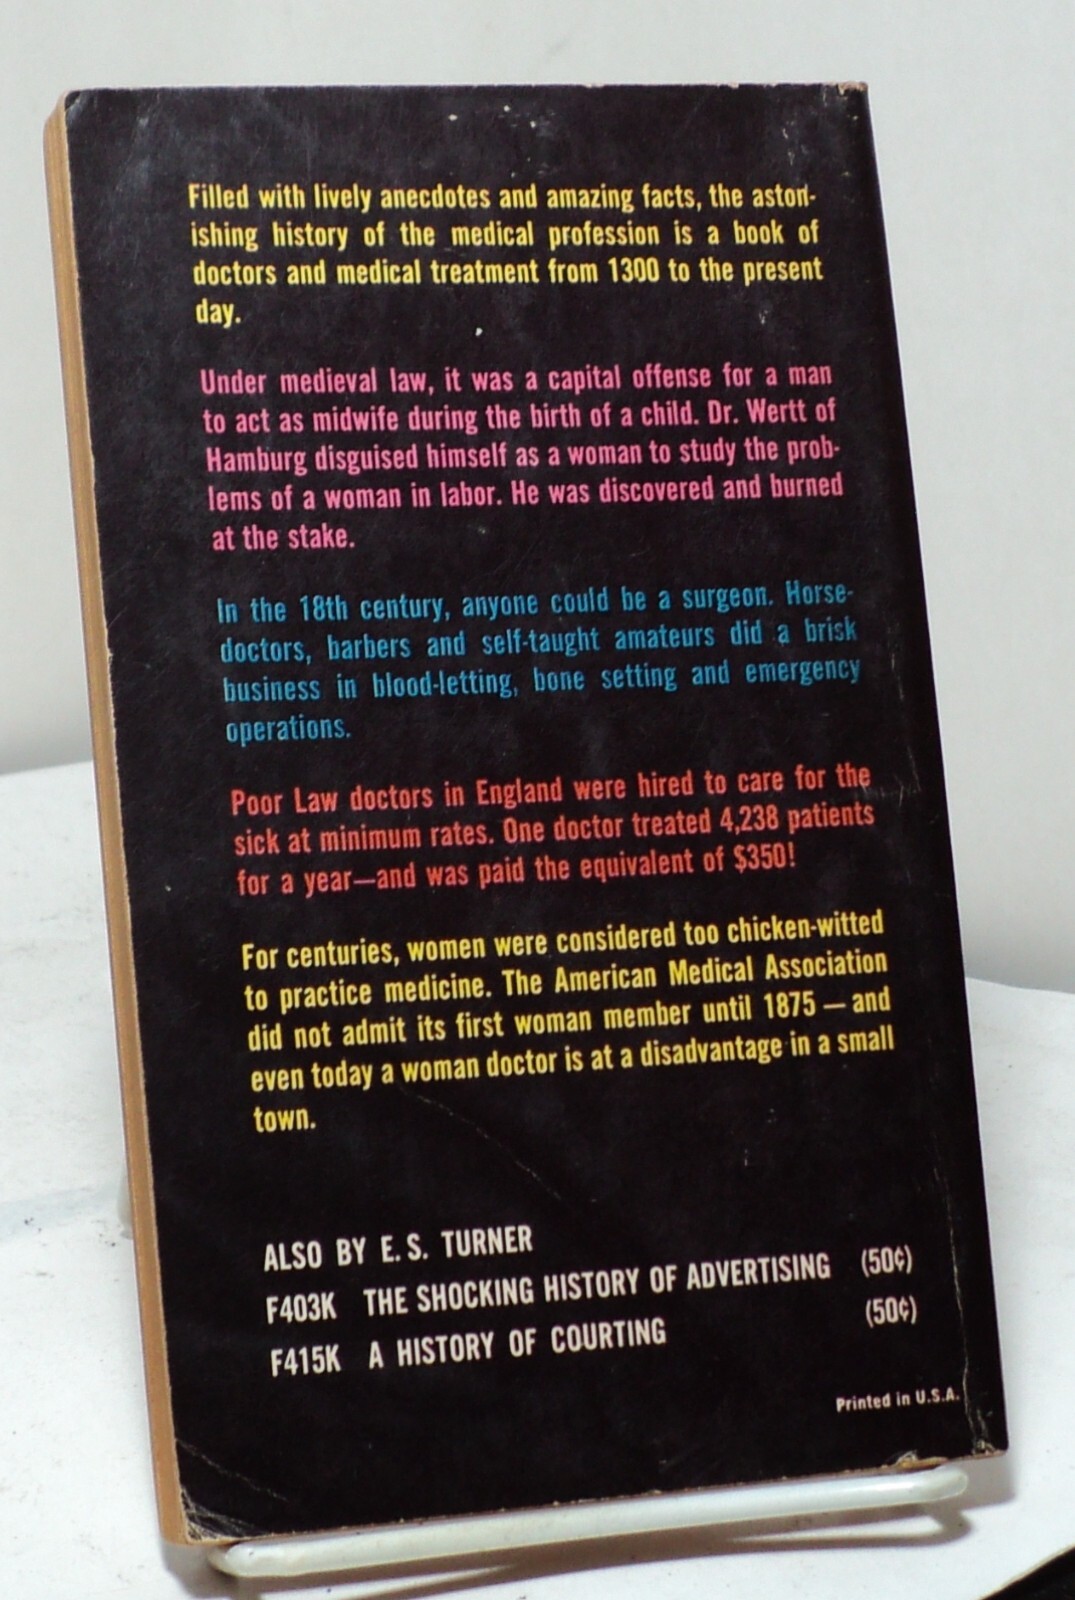 Filled with lively anecdotes and amazing facts, the aston-
ishing history of the medical profession is a book of
doctors and medical treatment from 1300 to the present
day.
Under medieval law, it was a capital offense for a man
to act as midwife during the birth of a child. Dr. Wertt of
Hamburg disguised himself as a woman to study the prob-
lems of a woman in labor. He was discovered and burned
at the stake.
In the 18th century, anyone could be a surgeon. Horse-
doctors, barbers and self-taught amateurs did a brisk
business in blood-letting, bone setting and emergency
operations.
Poor Law doctors in England were hired to care for the
sick at minimum rates. One doctor treated 4,238 patients
for a year—and was paid the equivalent of $350!
For centuries, women were considered too chicken-witted
to practice medicine. The American Medical Association
did not admit its first woman member until 1875 — and
even today a woman doctor is at a disadvantage in a small
town.
ALSO BY E. S. TURNER
F403K THE SHOCKING HISTORY OF ADVERTISING (50¢)
F415K A HISTORY OF COURTING (50¢)
Printed in U.S.A.